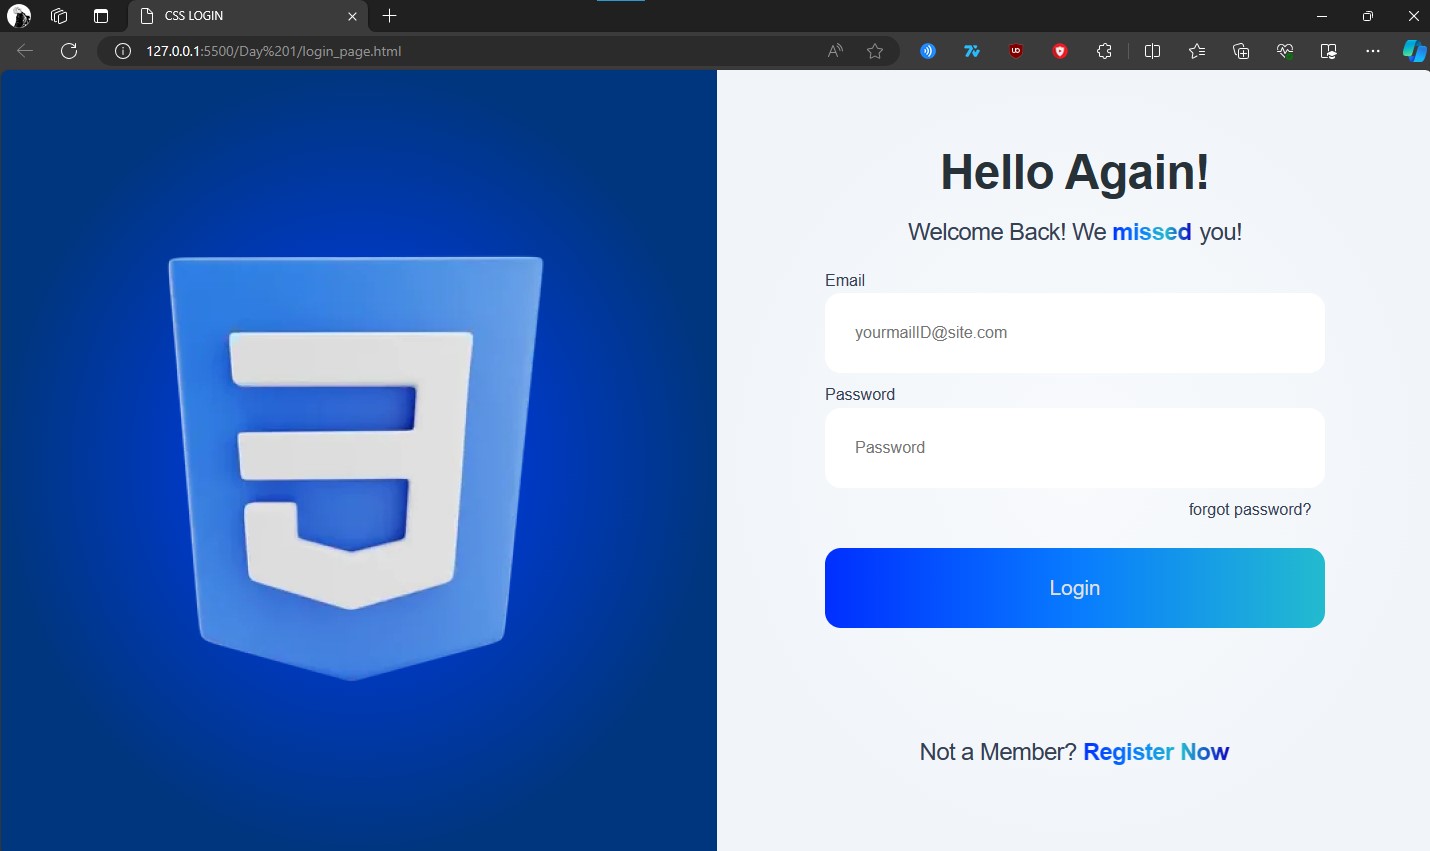 CSS LOGIN
127.0.0.1:5500/Day%201/login_page.html
Hello Again!
Welcome Back! We missed you!
Email
yourmailID@site.com
Password
Password
forgot password?
Login
Not a Member? Register Now